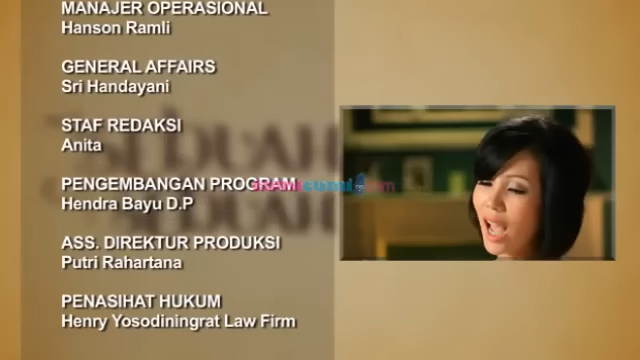 MANAJER OPERASIONAL
Hanson Ramli
GENERAL AFFAIRS
Sri Handayani
STAF REDAKSI
Anita
PENGEMBANGAN PROGRAM
Hendra Bayu D.P
ASS. DIREKTUR PRODUKSI
Putri Rahartana
PENASIHAT HUKUM
Henry Yosodiningrat Law Firm